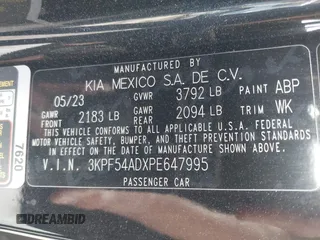 MANUFACTURED BY
KIA MEXICO S.A. DE C.V.
05/23 GVWR 3792 LB PAINT ABP
GAWR FRONT 2183 LB GAWR REAR 2094 LB TRIM WK
THIS VEHICLE CONFORMS TO ALL APPLICABLE U.S. FEDERAL
MOTOR VEHICLE SAFETY, BUMPER, AND THEFT PREVENTION STANDARDS
IN EFFECT ON THE DATE OF MANUFACTURE SHOWN ABOVE.
V.I.N. 3KPF54ADXPE647995
PASSENGER CAR
7620
DREAMBID